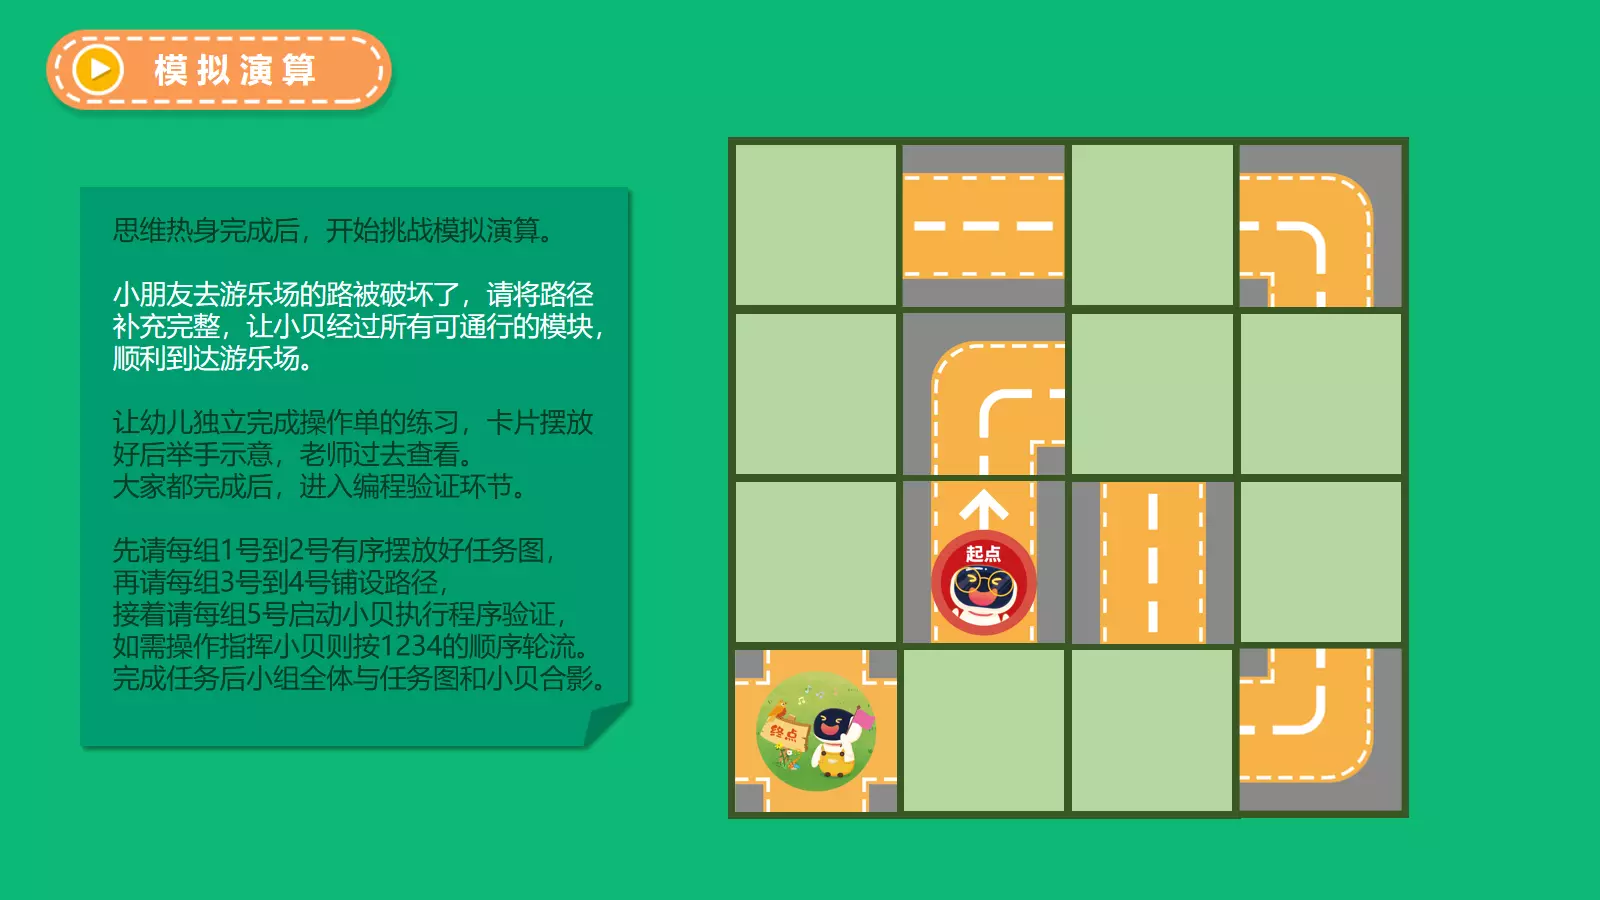 模拟演算
思维热身完成后，开始挑战模拟演算。
小朋友去游乐场的路被破坏了，请将路径
补充完整，让小贝经过所有可通行的模块，
顺利到达游乐场。
让幼儿独立完成操作单的练习，卡片摆放
好后举手示意，老师过去查看。
大家都完成后，进入编程验证环节。
先请每组1号到2号有序摆放好任务图，
再请每组3号到4号铺设路径，
接着请每组5号启动小贝执行程序验证，
如需操作指挥小贝则按1234的顺序轮流。
完成任务后小组全体与任务图和小贝合影。
起点
终点